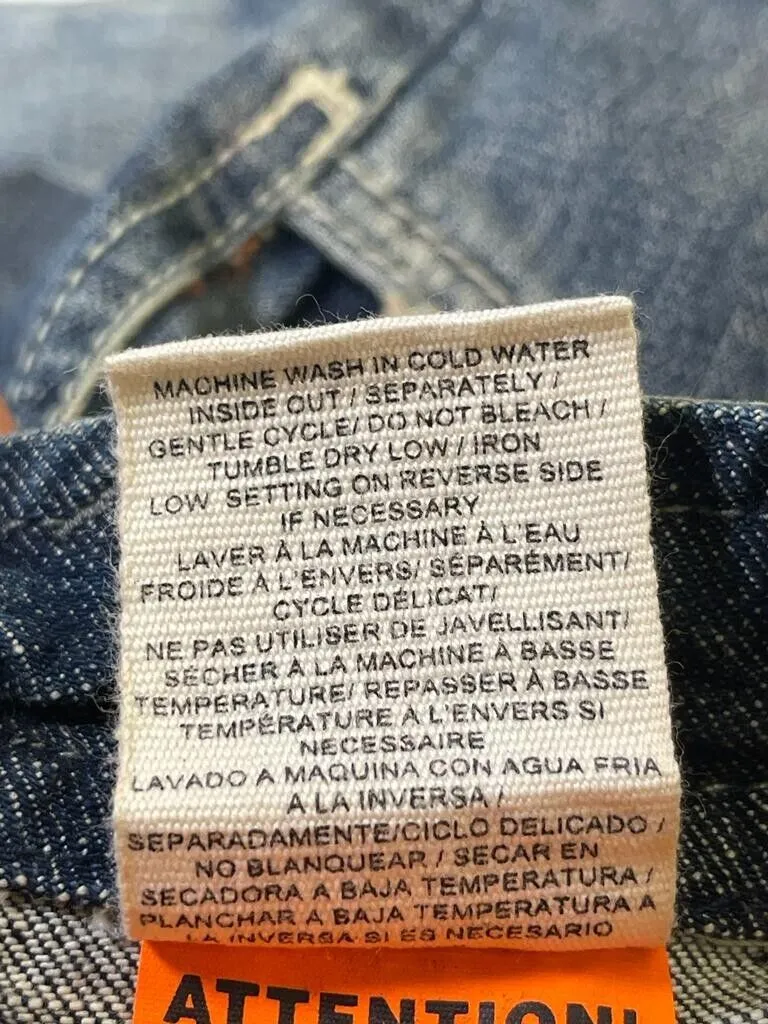 MACHINE WASH IN COLD WATER
INSIDE OUT / SEPARATELY /
GENTLE CYCLE/ DO NOT BLEACH /
TUMBLE DRY LOW / IRON
LOW SETTING ON REVERSE SIDE
IF NECESSARY
LAVER À LA MACHINE À L'EAU
FROIDE À L'ENVERS/ SÉPARÉMENT/
CYCLE DÉLICAT/
NE PAS UTILISER DE JAVELLISANT/
SÉCHER À LA MACHINE À BASSE
TEMPÉRATURE/ REPASSER À BASSE
TEMPÉRATURE À L'ENVERS SI
NÉCESSAIRE
LAVADO A MAQUINA CON AGUA FRIA
A LA INVERSA /
SEPARADAMENTE/CICLO DELICADO /
NO BLANQUEAR / SECAR EN
SECADORA A BAJA TEMPERATURA /
PLANCHAR A BAJA TEMPERATURA A
LA INVERSA SI ES NECESARIO
ATTENTION!